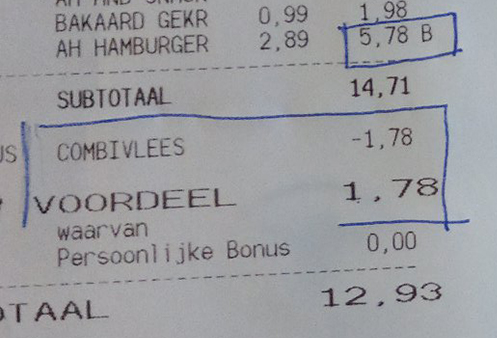 BAKAARD GEKR 0,99 1,98
AH HAMBURGER 2,89 5,78 B
SUBTOTAAL 14,71
COMBIVLEES -1,78
VOORDEEL 1,78
waarvan
Persoonlijke Bonus 0,00
OTAAL 12,93